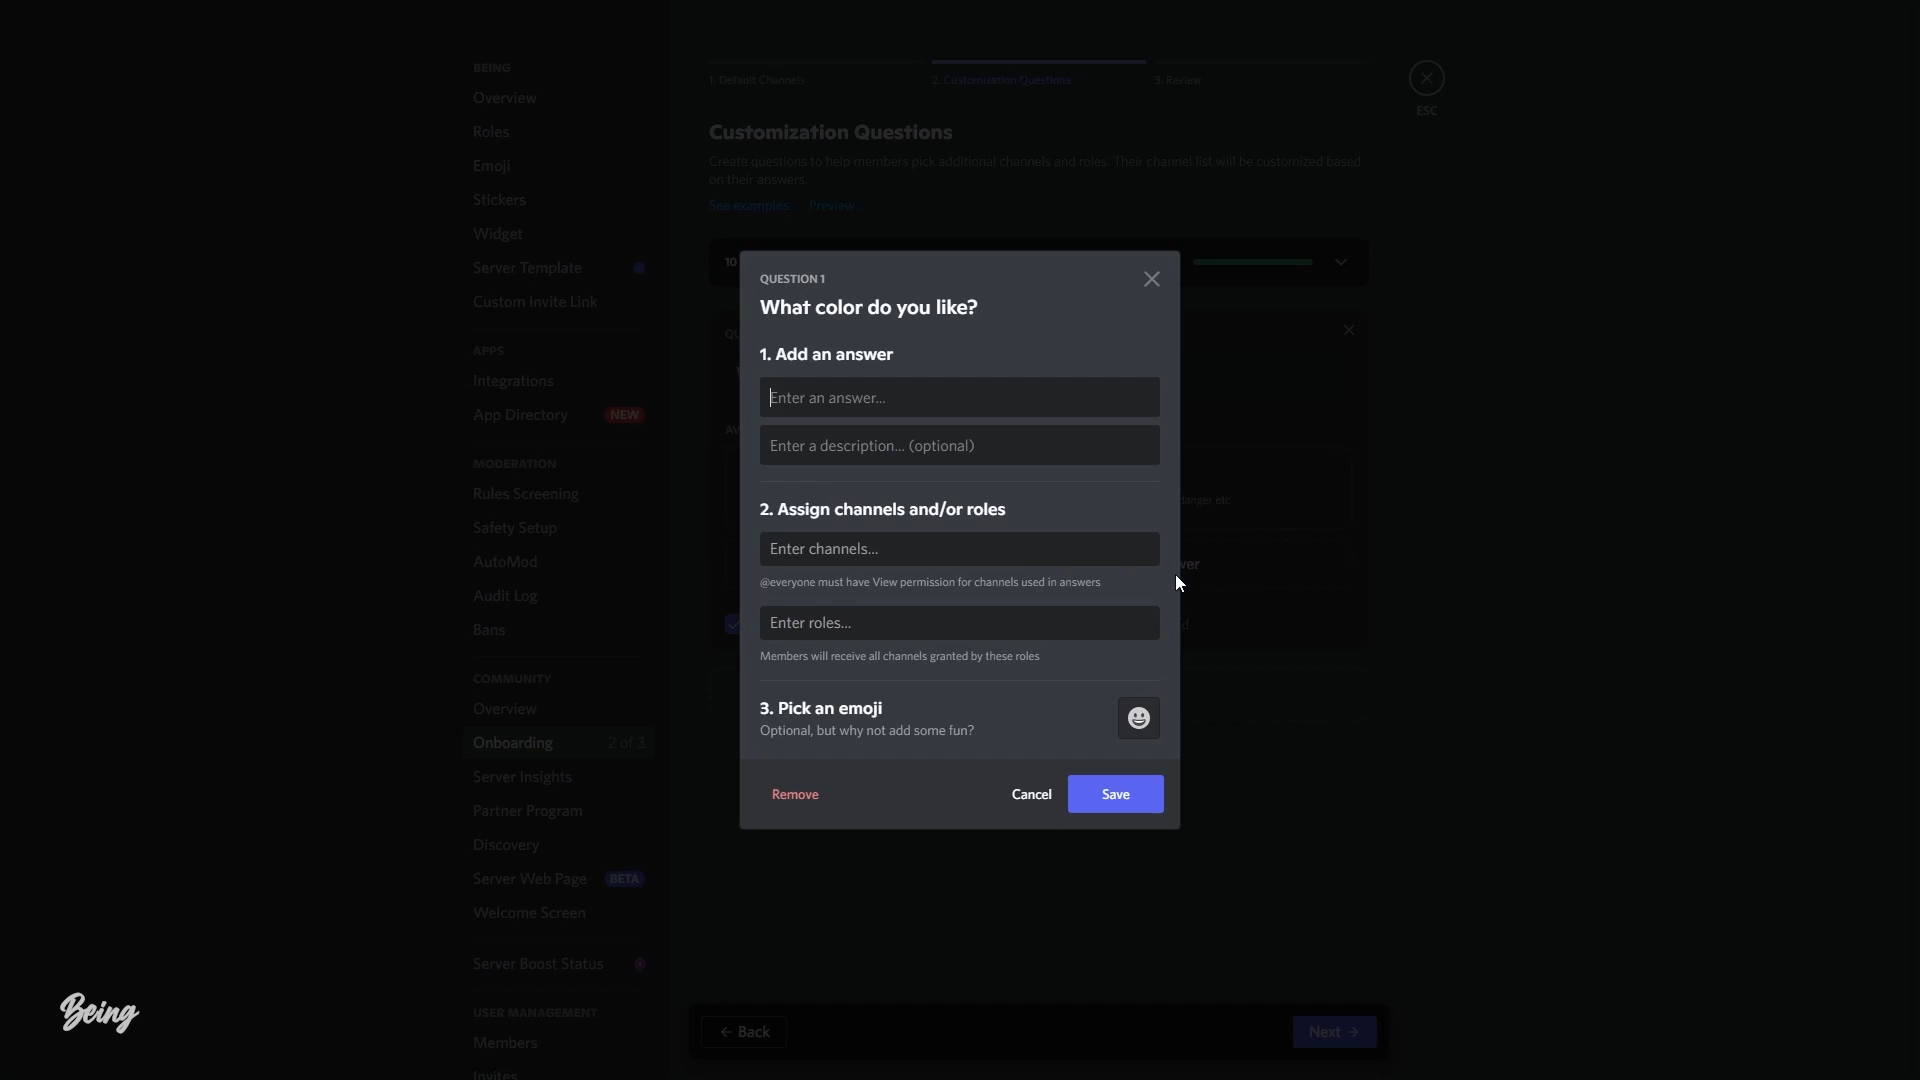 BEING
Overview
Roles
Emoji
Stickers
Widget
Server Template
Custom Invite Link
APPS
Integrations
App Directory NEW
MODERATION
Rules Screening
Safety Setup
AutoMod
Audit Log
Bans
COMMUNITY
Overview
Onboarding 2 of 3
Server Insights
Partner Program
Discovery
Server Web Page BETA
Welcome Screen
Server Boost Status
USER MANAGEMENT
Members
Invites
1. Default Channels
2. Customization Questions
3. Review
ESC
Customization Questions
Create questions to help members pick additional channels and roles. Their channel list will be customized based
on their answers.
See examples Preview
10
QUESTION 1
What color do you like?
1. Add an answer
Enter an answer...
Enter a description... (optional)
danger etc
2. Assign channels and/or roles
Enter channels...
@everyone must have View permission for channels used in answers
Enter roles...
Members will receive all channels granted by these roles
3. Pick an emoji
Optional, but why not add some fun?
Remove
Cancel
Save
← Back
Next →
Being